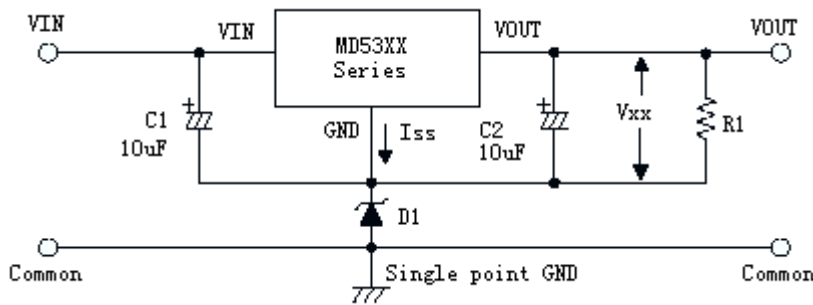 VIN
VIN
MD53XX
Series
VOUT
VOUT
C1
10uF
GND
Iss
C2
10uF
Vxx
R1
D1
Common
Single point GND
Common